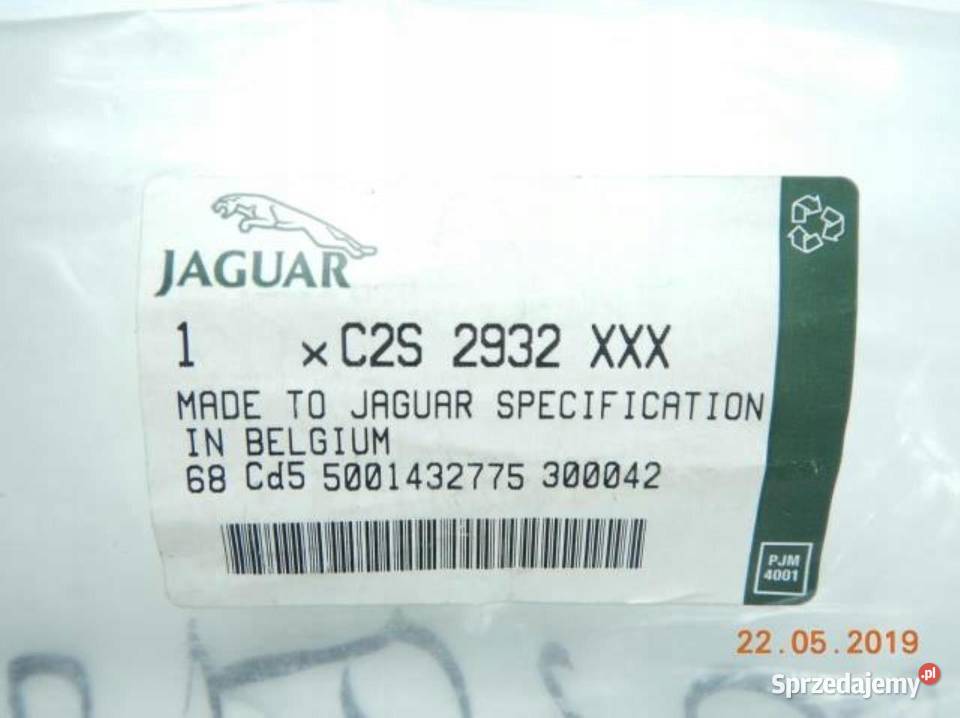 JAGUAR
1 x C2S 2932 XXX
MADE TO JAGUAR SPECIFICATION
IN BELGIUM
68 Cd5 5001432775 300042
PJM
4001
22.05.2019
Sprzedajemy.pl